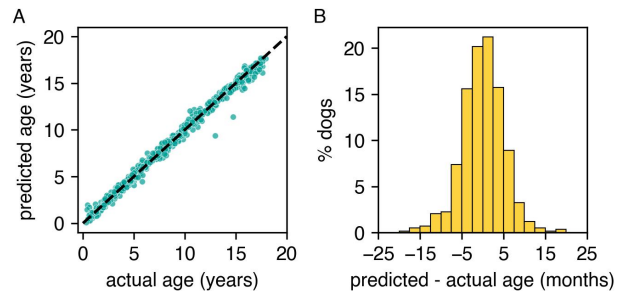 A
20
15
10
5
0
predicted age (years)
0 5 10 15 20
actual age (years)
B
20
15
10
5
0
% dogs
−25 −15 −5 5 15 25
predicted - actual age (months)